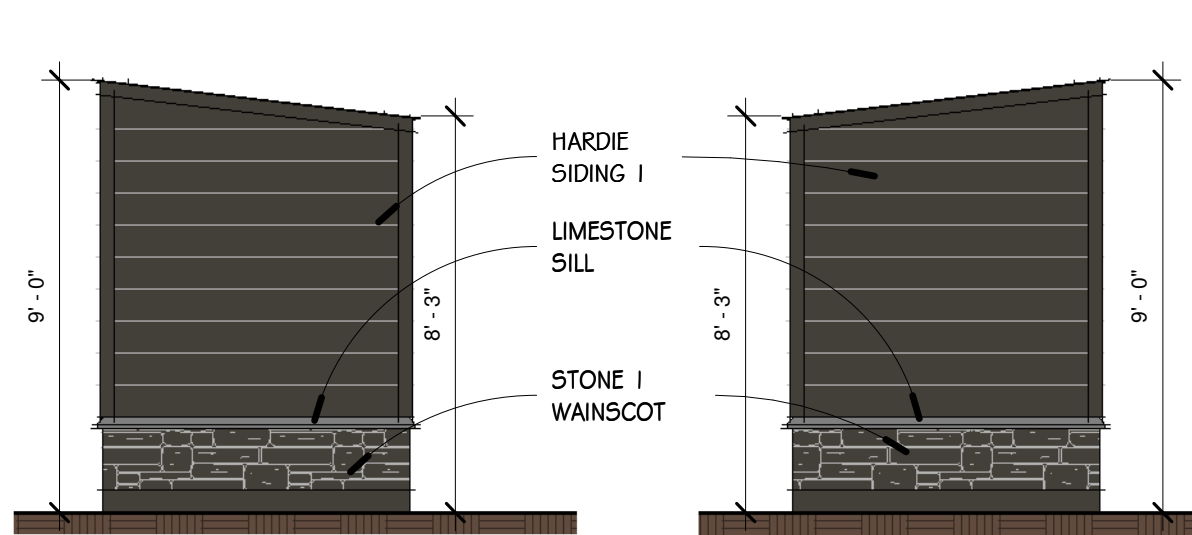 HARDIE
SIDING 1
LIMESTONE
SILL
STONE 1
WAINSCOT
9' - 0"
8' - 3"
8' - 3"
9' - 0"